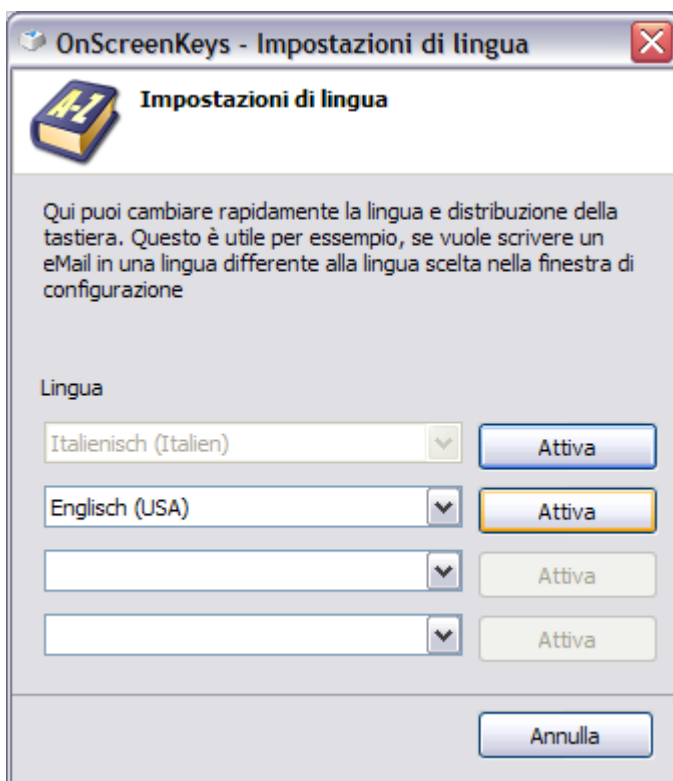 OnScreenKeys - Impostazioni di lingua
A-Z
Impostazioni di lingua
Qui puoi cambiare rapidamente la lingua e distribuzione della
tastiera. Questo è utile per essempio, se vuole scrivere un
eMail in una lingua differente alla lingua scelta nella finestra di
configurazione
Lingua
Italienisch (Italien)
Attiva
Englisch (USA)
Attiva
Attiva
Attiva
Annulla